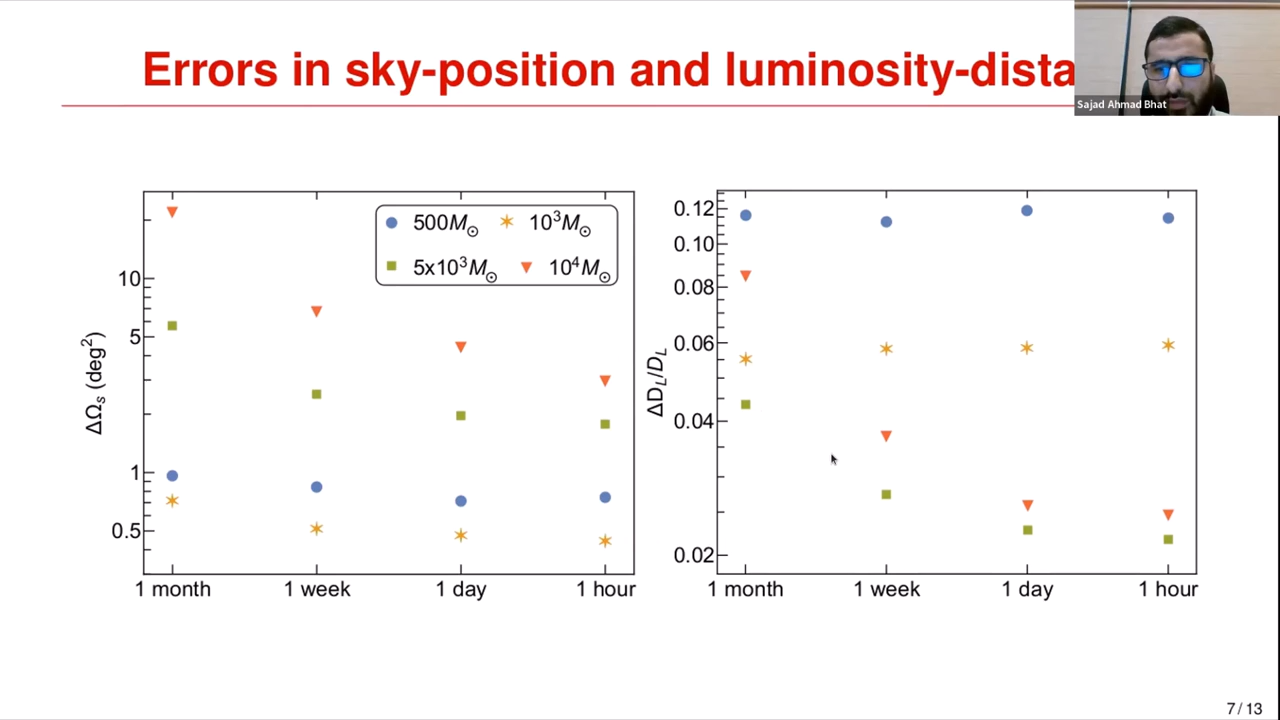 Errors in sky-position and luminosity-dista
Sajad Ahmad Bhat
500M⊙ 10³M⊙
5x10³M⊙ 10⁴M⊙
ΔΩₛ (deg²)
10
5
1
0.5
1 month 1 week 1 day 1 hour
ΔD_L/D_L
0.12
0.10
0.08
0.06
0.04
0.02
1 month 1 week 1 day 1 hour
7 / 13